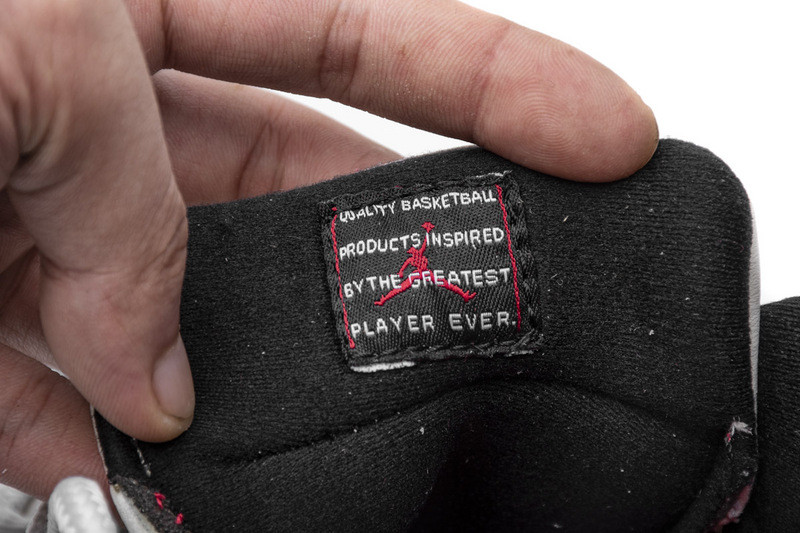 QUALITY BASKETBALL
PRODUCTS INSPIRED
BY THE GREATEST
PLAYER EVER.